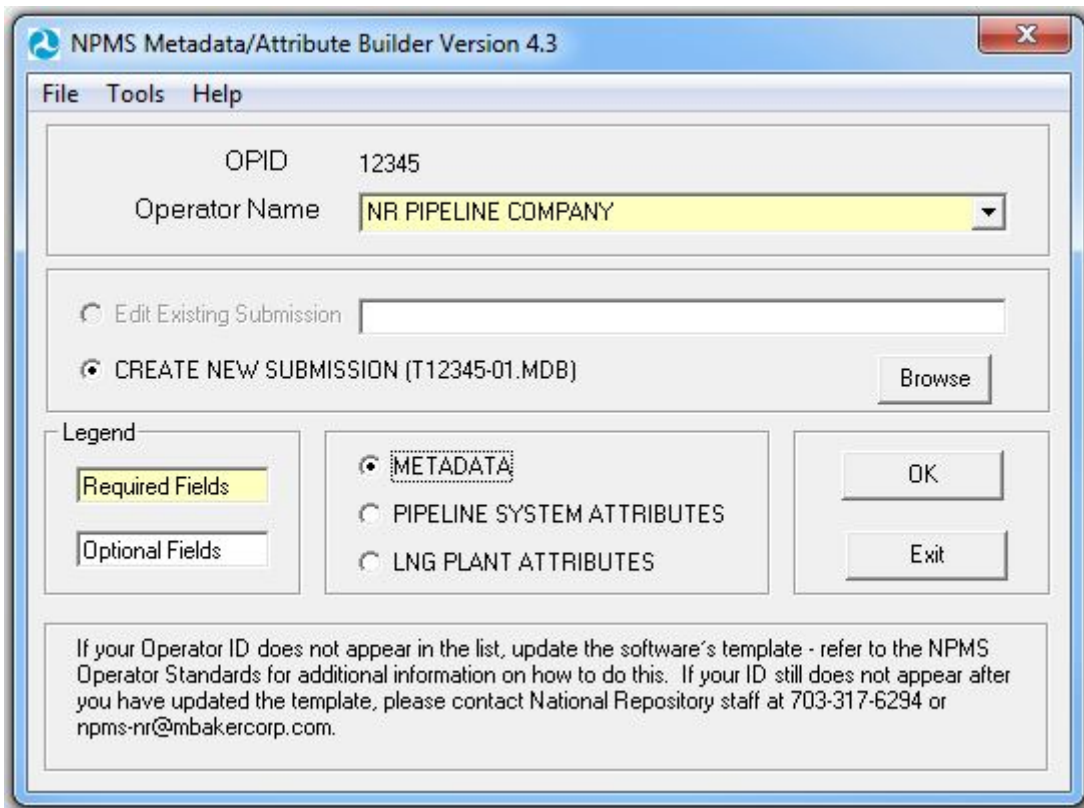 NPMS Metadata/Attribute Builder Version 4.3
File Tools Help
OPID 12345
Operator Name NR PIPELINE COMPANY
Edit Existing Submission
CREATE NEW SUBMISSION (T12345-01.MDB)
Browse
Legend
Required Fields
Optional Fields
METADATA
PIPELINE SYSTEM ATTRIBUTES
LNG PLANT ATTRIBUTES
OK
Exit
If your Operator ID does not appear in the list, update the software's template - refer to the NPMS
Operator Standards for additional information on how to do this. If your ID still does not appear after
you have updated the template, please contact National Repository staff at 703-317-6294 or
npms-nr@mbakercorp.com.